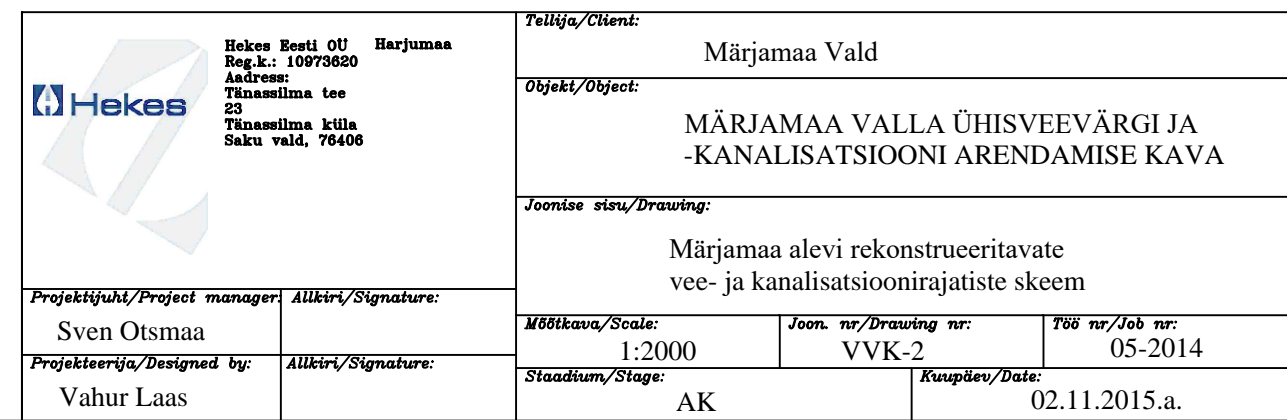 Hekes
Hekes Eesti OÜ Harjumaa
Reg.k.: 10973620
Aadress:
Tänassilma tee
23
Tänassilma küla
Saku vald, 76406
Tellija/Client:
Märjamaa Vald
Objekt/Object:
MÄRJAMAA VALLA ÜHISVEEVÄRGI JA
-KANALISATSIOONI ARENDAMISE KAVA
Joonise sisu/Drawing:
Märjamaa alevi rekonstrueeritavate
vee- ja kanalisatsioonirajatiste skeem
Projektijuht/Project manager: Allkiri/Signature:
Sven Otsmaa
Projekteerija/Designed by: Allkiri/Signature:
Vahur Laas
Mõõtkava/Scale: Joon. nr/Drawing nr: Töö nr/Job nr:
1:2000 VVK-2 05-2014
Staadium/Stage: Kuupäev/Date:
AK 02.11.2015.a.